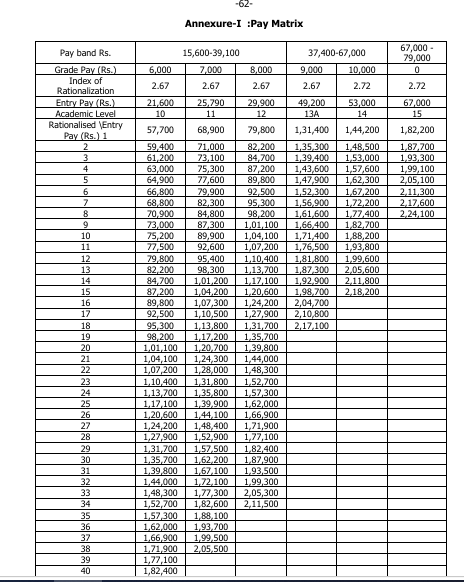 -62-
Annexure-I :Pay Matrix
Pay band Rs. 15,600-39,100 37,400-67,000 67,000 - 79,000
Grade Pay (Rs.) 6,000 7,000 8,000 9,000 10,000 0
Index of Rationalization 2.67 2.67 2.67 2.67 2.72 2.72
Entry Pay (Rs.) 21,600 25,790 29,900 49,200 53,000 67,000
Academic Level 10 11 12 13A 14 15
Rationalised \Entry Pay (Rs.) 1 57,700 68,900 79,800 1,31,400 1,44,200 1,82,200
2 59,400 71,000 82,200 1,35,300 1,48,500 1,87,700
3 61,200 73,100 84,700 1,39,400 1,53,000 1,93,300
4 63,000 75,300 87,200 1,43,600 1,57,600 1,99,100
5 64,900 77,600 89,800 1,47,900 1,62,300 2,05,100
6 66,800 79,900 92,500 1,52,300 1,67,200 2,11,300
7 68,800 82,300 95,300 1,56,900 1,72,200 2,17,600
8 70,900 84,800 98,200 1,61,600 1,77,400 2,24,100
9 73,000 87,300 1,01,100 1,66,400 1,82,700
10 75,200 89,900 1,04,100 1,71,400 1,88,200
11 77,500 92,600 1,07,200 1,76,500 1,93,800
12 79,800 95,400 1,10,400 1,81,800 1,99,600
13 82,200 98,300 1,13,700 1,87,300 2,05,600
14 84,700 1,01,200 1,17,100 1,92,900 2,11,800
15 87,200 1,04,200 1,20,600 1,98,700 2,18,200
16 89,800 1,07,300 1,24,200 2,04,700
17 92,500 1,10,500 1,27,900 2,10,800
18 95,300 1,13,800 1,31,700 2,17,100
19 98,200 1,17,200 1,35,700
20 1,01,100 1,20,700 1,39,800
21 1,04,100 1,24,300 1,44,000
22 1,07,200 1,28,000 1,48,300
23 1,10,400 1,31,800 1,52,700
24 1,13,700 1,35,800 1,57,300
25 1,17,100 1,39,900 1,62,000
26 1,20,600 1,44,100 1,66,900
27 1,24,200 1,48,400 1,71,900
28 1,27,900 1,52,900 1,77,100
29 1,31,700 1,57,500 1,82,400
30 1,35,700 1,62,200 1,87,900
31 1,39,800 1,67,100 1,93,500
32 1,44,000 1,72,100 1,99,300
33 1,48,300 1,77,300 2,05,300
34 1,52,700 1,82,600 2,11,500
35 1,57,300 1,88,100
36 1,62,000 1,93,700
37 1,66,900 1,99,500
38 1,71,900 2,05,500
39 1,77,100
40 1,82,400